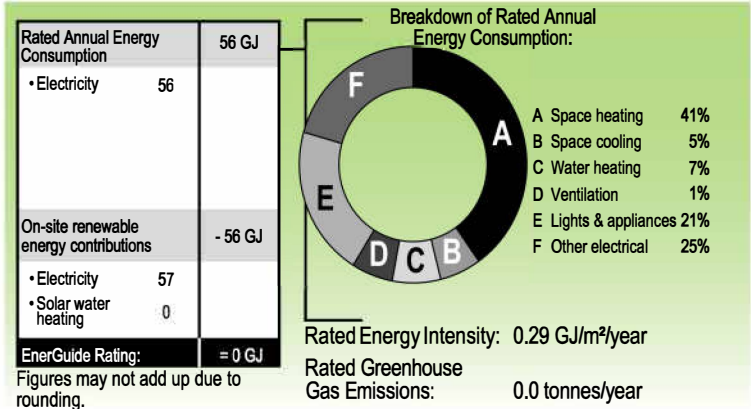 Rated Annual Energy Consumption 56 GJ
• Electricity 56
On-site renewable energy contributions - 56 GJ
• Electricity 57
• Solar water heating 0
EnerGuide Rating: = 0 GJ
Figures may not add up due to
rounding.
Breakdown of Rated Annual
Energy Consumption:
A
B
C
D
E
F
A Space heating 41%
B Space cooling 5%
C Water heating 7%
D Ventilation 1%
E Lights & appliances 21%
F Other electrical 25%
Rated Energy Intensity: 0.29 GJ/m²/year
Rated Greenhouse
Gas Emissions: 0.0 tonnes/year